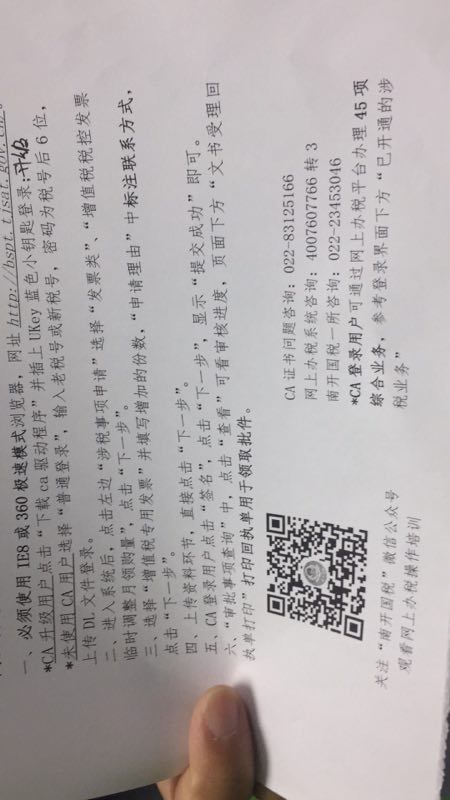 一、必须使用 IE8 或 360 极速模式浏览器，网址 http://bspt.tjsat.gov.cn/。
*CA 升级用户点击“下载 ca 驱动程序”并插上 UKey 蓝色小钥匙登录；
*未使用 CA 用户选择“普通登录”，输入老税号或新税号，密码为税号后 6 位，
上传 DL 文件登录。
二、进入系统后，点击左边“涉税事项申请”选择“发票类”、“增值税税控发票
临时调整月领购量”，点击“下一步”。
三、选择“增值税专用发票”并填写增加的份数，“申请理由”中标注联系方式，
点击“下一步”。
四、上传资料环节，直接点击“下一步”。
五、CA 登录用户点击“签名”，点击“下一步”，显示“提交成功”即可。
六、“审批事项查询”中，点击“查看”可看审核进度，页面下方“文书受理回
执单打印”打印回执单用于领取批件。
CA 证书问题咨询：022-83125166
网上办税系统咨询：4007607766 转 3
南开国税一所咨询：022-23453046
*CA 登录用户可通过网上办税平台办理 45 项
综合业务，参考登录界面下方“已开通的涉
税业务”
关注“南开国税”微信公众号
观看网上办税操作培训